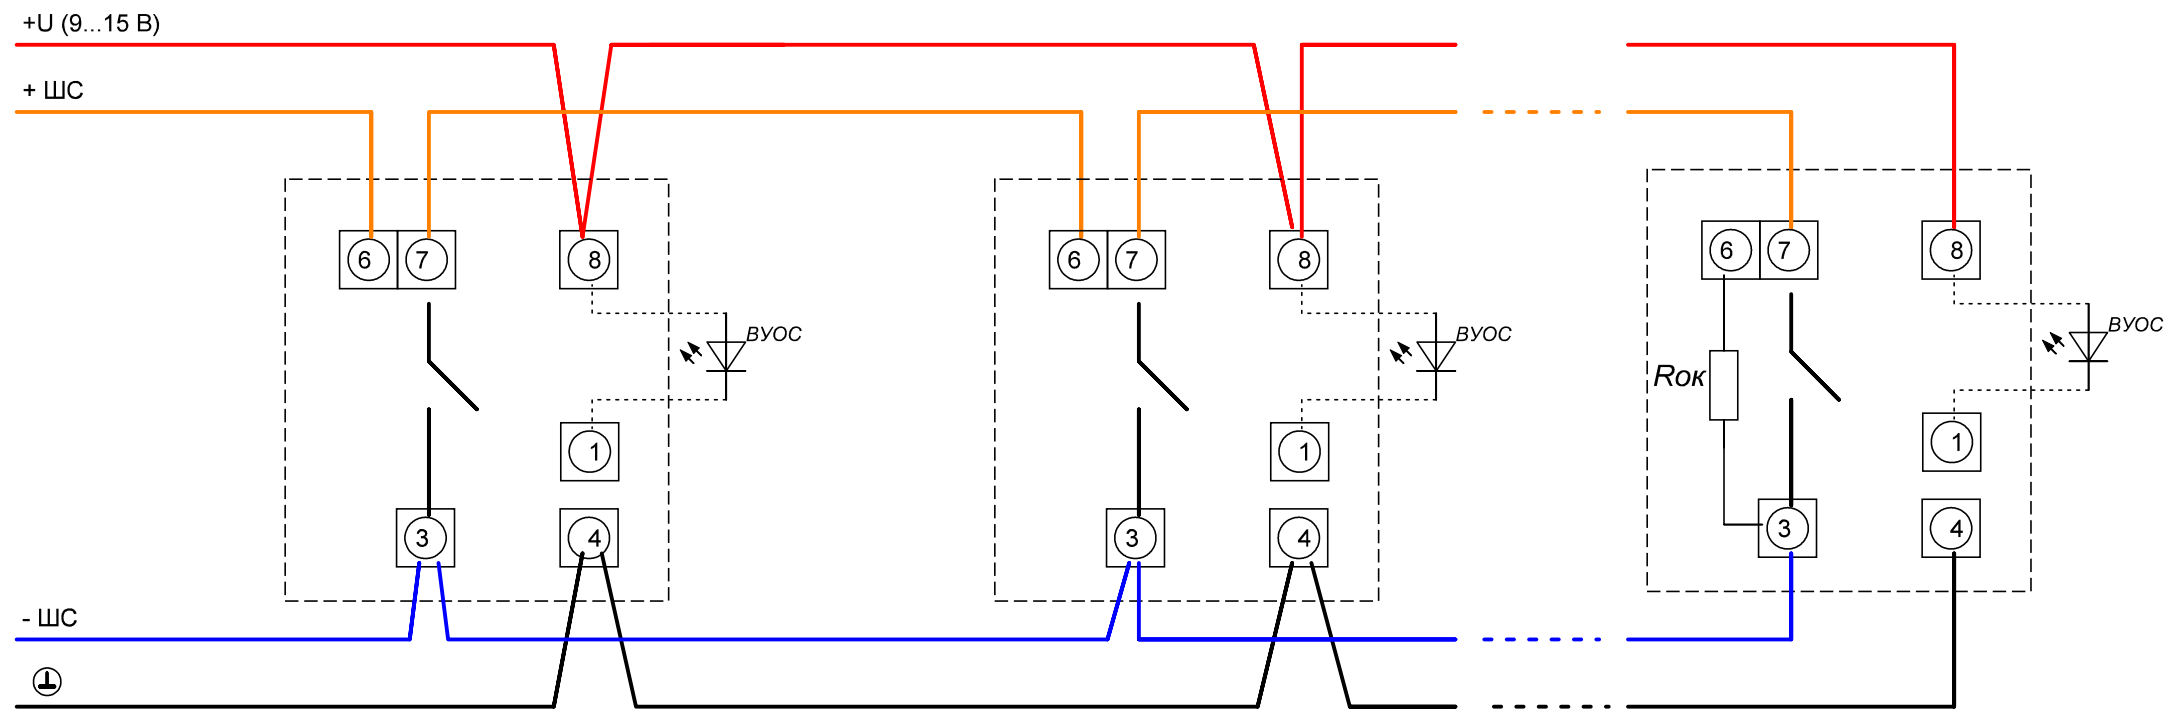 +U (9...15 В)
+ ШС
6 7 8 6 7 8 6 7 8
ВУОС ВУОС ВУОС
Rок
1 1 1
3 4 3 4 3 4
- ШС